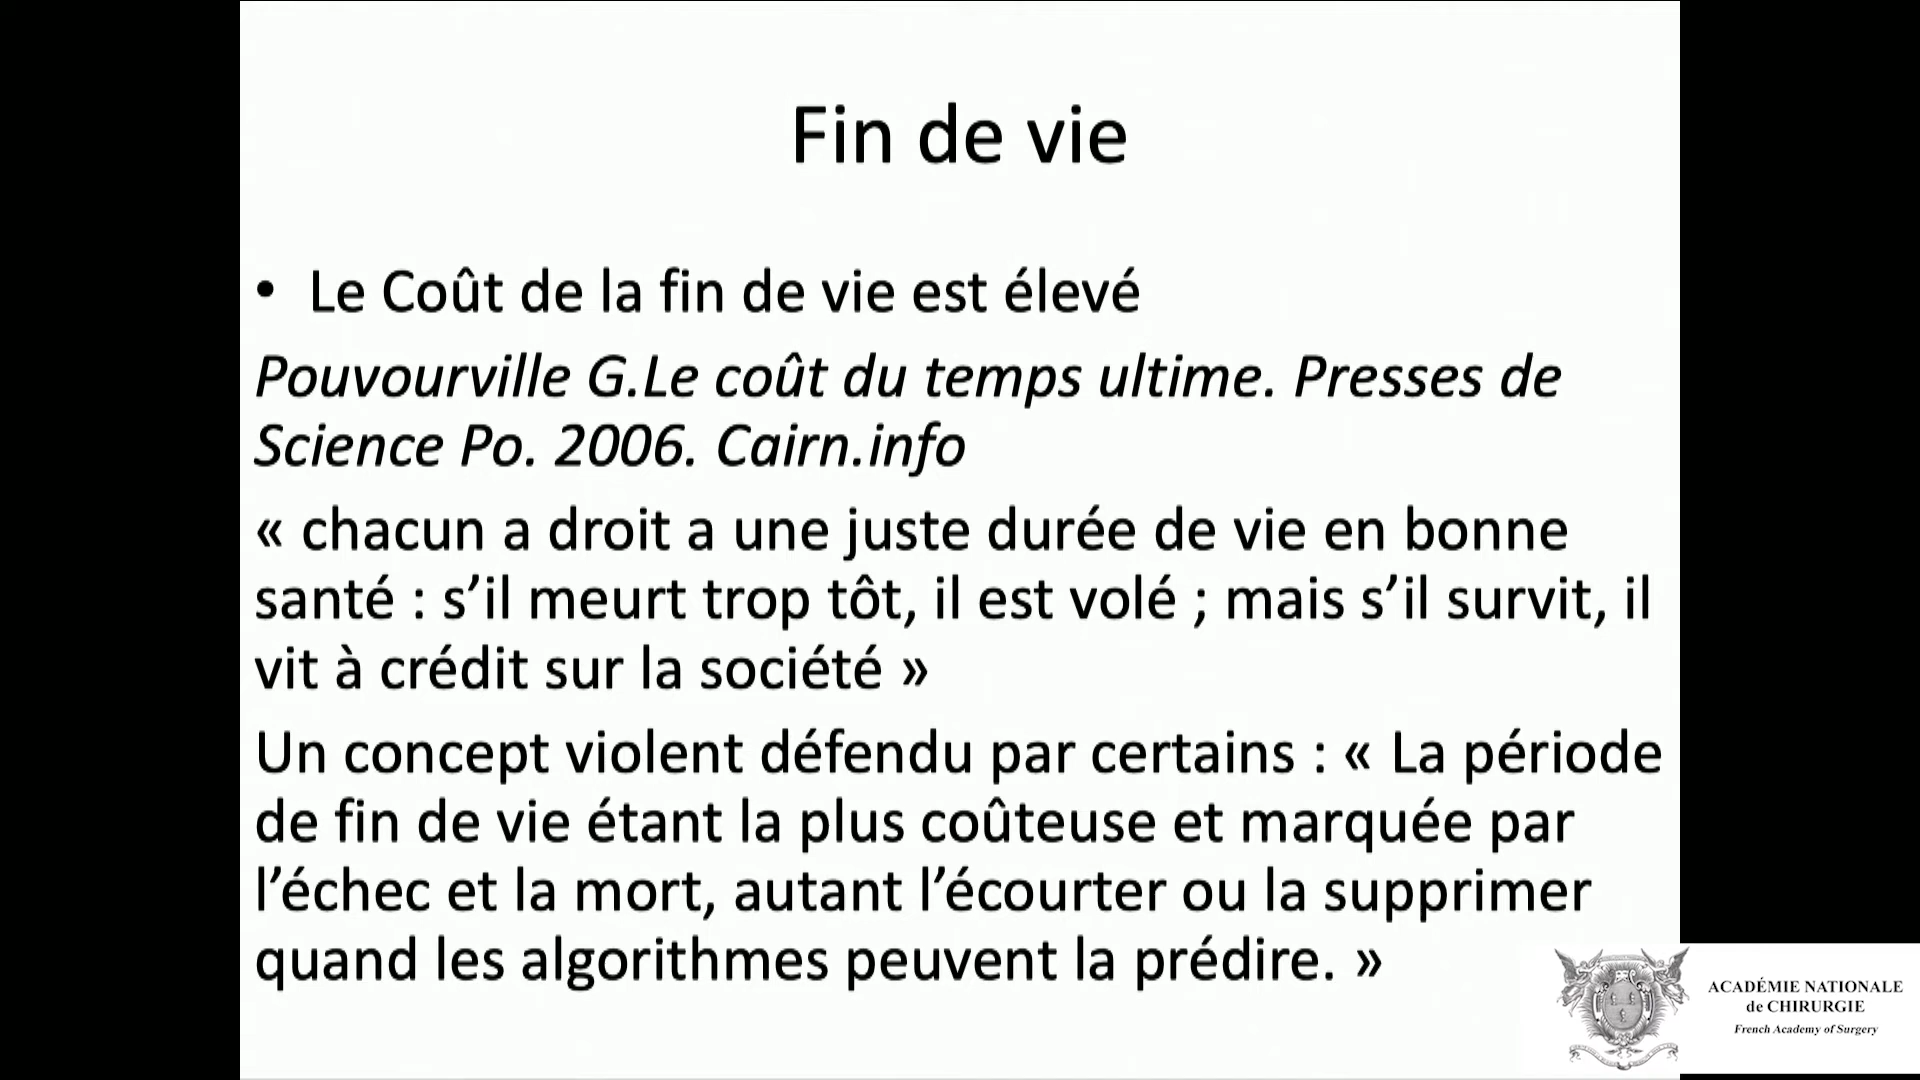 Fin de vie
• Le Coût de la fin de vie est élevé
Pouvourville G.Le coût du temps ultime. Presses de
Science Po. 2006. Cairn.info
« chacun a droit a une juste durée de vie en bonne
santé : s’il meurt trop tôt, il est volé ; mais s’il survit, il
vit à crédit sur la société »
Un concept violent défendu par certains : « La période
de fin de vie étant la plus coûteuse et marquée par
l’échec et la mort, autant l’écourter ou la supprimer
quand les algorithmes peuvent la prédire. »
ACADÉMIE NATIONALE
de CHIRURGIE
French Academy of Surgery